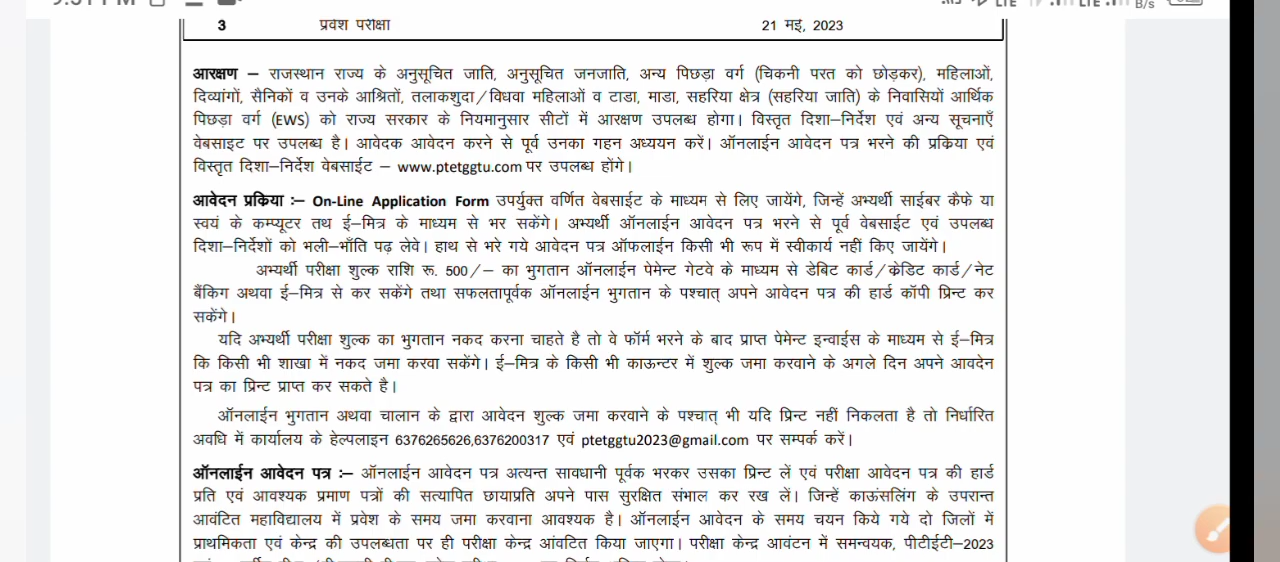 9:51 PM
LTE LTE B/s
3 प्रवेश परीक्षा 21 मई, 2023
आरक्षण – राजस्थान राज्य के अनुसूचित जाति, अनुसूचित जनजाति, अन्य पिछड़ा वर्ग (चिकनी परत को छोड़कर), महिलाओं,
दिव्यांगों, सैनिकों व उनके आश्रितों, तलाकशुदा/विधवा महिलाओं व टाडा, माडा, सहरिया क्षेत्र (सहरिया जाति) के निवासियों आर्थिक
पिछड़ा वर्ग (EWS) को राज्य सरकार के नियमानुसार सीटों में आरक्षण उपलब्ध होगा। विस्तृत दिशा–निर्देश एवं अन्य सूचनाएँ
वेबसाइट पर उपलब्ध है। आवेदक आवेदन करने से पूर्व उनका गहन अध्ययन करें। ऑनलाईन आवेदन पत्र भरने की प्रकिया एवं
विस्तृत दिशा–निर्देश वेबसाईट – www.ptetggtu.com पर उपलब्ध होंगे।
आवेदन प्रकिया :– On-Line Application Form उपर्युक्त वर्णित वेबसाईट के माध्यम से लिए जायेंगे, जिन्हें अभ्यर्थी साईबर कैफे या
स्वयं के कम्प्यूटर तथ ई–मित्र के माध्यम से भर सकेंगे। अभ्यर्थी ऑनलाईन आवेदन पत्र भरने से पूर्व वेबसाईट एवं उपलब्ध
दिशा–निर्देशों को भली–भाँति पढ़ लेवे। हाथ से भरे गये आवेदन पत्र ऑफलाईन किसी भी रूप में स्वीकार्य नहीं किए जायेंगे।
अभ्यर्थी परीक्षा शुल्क राशि रू. 500/– का भुगतान ऑनलाईन पेमेन्ट गेटवे के माध्यम से डेबिट कार्ड/क्रेडिट कार्ड/नेट
बैंकिग अथवा ई–मित्र से कर सकेंगे तथा सफलतापूर्वक ऑनलाईन भुगतान के पश्चात् अपने आवेदन पत्र की हार्ड कॉपी प्रिन्ट कर
सकेंगे।
यदि अभ्यर्थी परीक्षा शुल्क का भुगतान नकद करना चाहते है तो वे फॉर्म भरने के बाद प्राप्त पेमेन्ट इन्वाईस के माध्यम से ई–मित्र
कि किसी भी शाखा में नकद जमा करवा सकेंगे। ई–मित्र के किसी भी काऊन्टर में शुल्क जमा करवाने के अगले दिन अपने आवदेन
पत्र का प्रिन्ट प्राप्त कर सकते है।
ऑनलाईन भुगतान अथवा चालान के द्वारा आवेदन शुल्क जमा करवाने के पश्चात् भी यदि प्रिन्ट नहीं निकलता है तो निर्धारित
अवधि में कार्यालय के हेल्पलाइन 6376265626,6376200317 एवं ptetggtu2023@gmail.com पर सम्पर्क करें।
ऑनलाईन आवेदन पत्र :– ऑनलाईन आवेदन पत्र अत्यन्त सावधानी पूर्वक भरकर उसका प्रिन्ट लें एवं परीक्षा आवेदन पत्र की हार्ड
प्रति एवं आवश्यक प्रमाण पत्रों की सत्यापित छायाप्रति अपने पास सुरक्षित संभाल कर रख लें। जिन्हें काऊंसलिंग के उपरान्त
आवंटित महाविद्यालय में प्रवेश के समय जमा करवाना आवश्यक है। ऑनलाईन आवेदन के समय चयन किये गये दो जिलों में
प्राथमिकता एवं केन्द्र की उपलब्धता पर ही परीक्षा केन्द्र आंवटित किया जाएगा। परीक्षा केन्द्र आवंटन में समन्वयक, पीटीईटी–2023